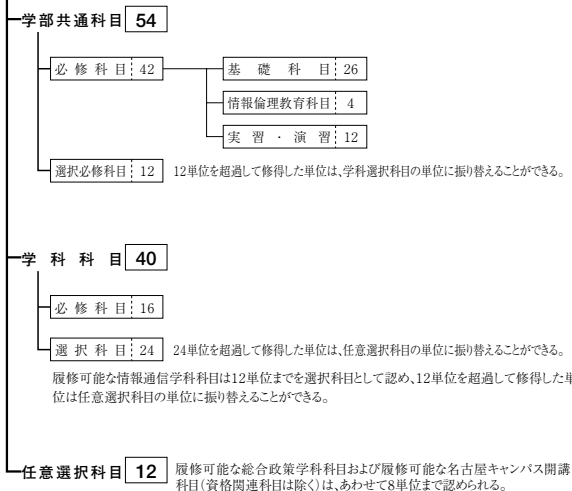 学部共通科目 54
必修科目 42
基礎科目 26
情報倫理教育科目 4
実習・演習 12
選択必修科目 12 12単位を超過して修得した単位は、学科選択科目の単位に振り替えることができる。
学科科目 40
必修科目 16
選択科目 24 24単位を超過して修得した単位は、任意選択科目の単位に振り替えることができる。
履修可能な情報通信学科科目は12単位までを選択科目として認め、12単位を超過して修得した単
位は任意選択科目の単位に振り替えることができる。
任意選択科目 12 履修可能な総合政策学科科目および履修可能な名古屋キャンパス開講
科目(資格関連科目は除く)は、あわせて8単位まで認められる。